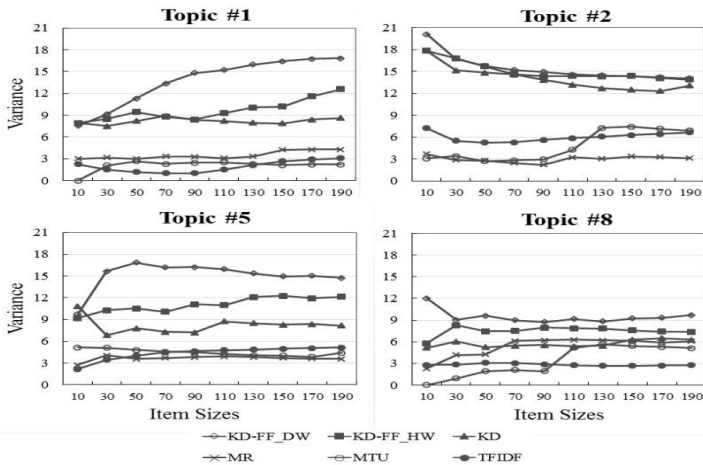 Topic #1
Topic #2
21
18
15
12
9
6
3
0
Variance
10 30 50 70 90 110 130 150 170 190
21
18
15
12
9
6
3
0
10 30 50 70 90 110 130 150 170 190
Topic #5
Topic #8
21
18
15
12
9
6
3
0
Variance
10 30 50 70 90 110 130 150 170 190
Item Sizes
21
18
15
12
9
6
3
0
10 30 50 70 90 110 130 150 170 190
Item Sizes
KD-FF_DW KD-FF_HW KD
MR MTU TFIDF